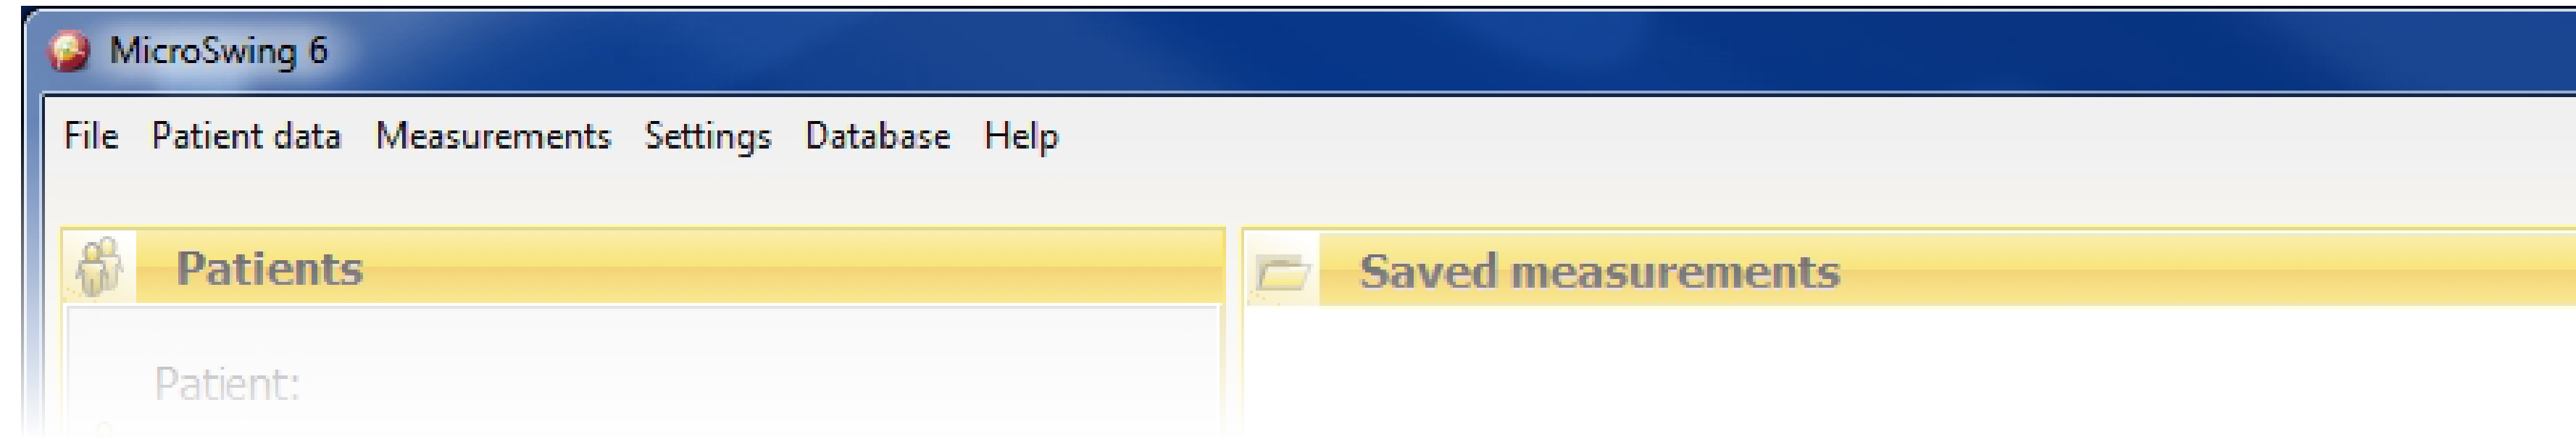 MicroSwing 6
File Patient data Measurements Settings Database Help
Patients
Saved measurements
Patient: